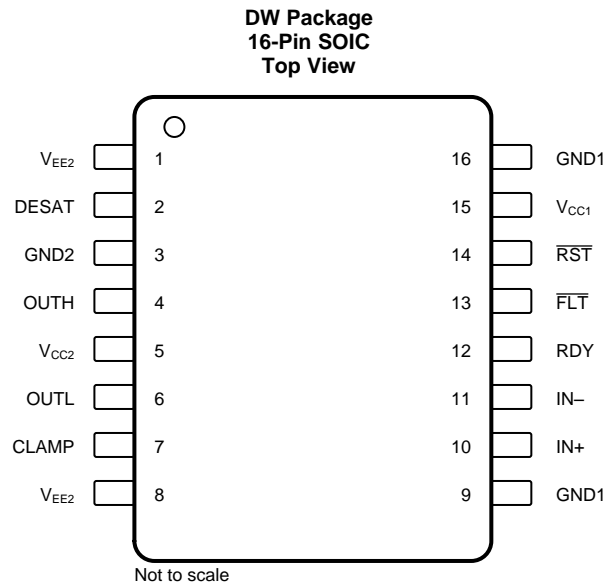 DW Package
16-Pin SOIC
Top View
VEE2 1 16 GND1
DESAT 2 15 VCC1
GND2 3 14 RST
OUTH 4 13 FLT
VCC2 5 12 RDY
OUTL 6 11 IN–
CLAMP 7 10 IN+
VEE2 8 9 GND1
Not to scale